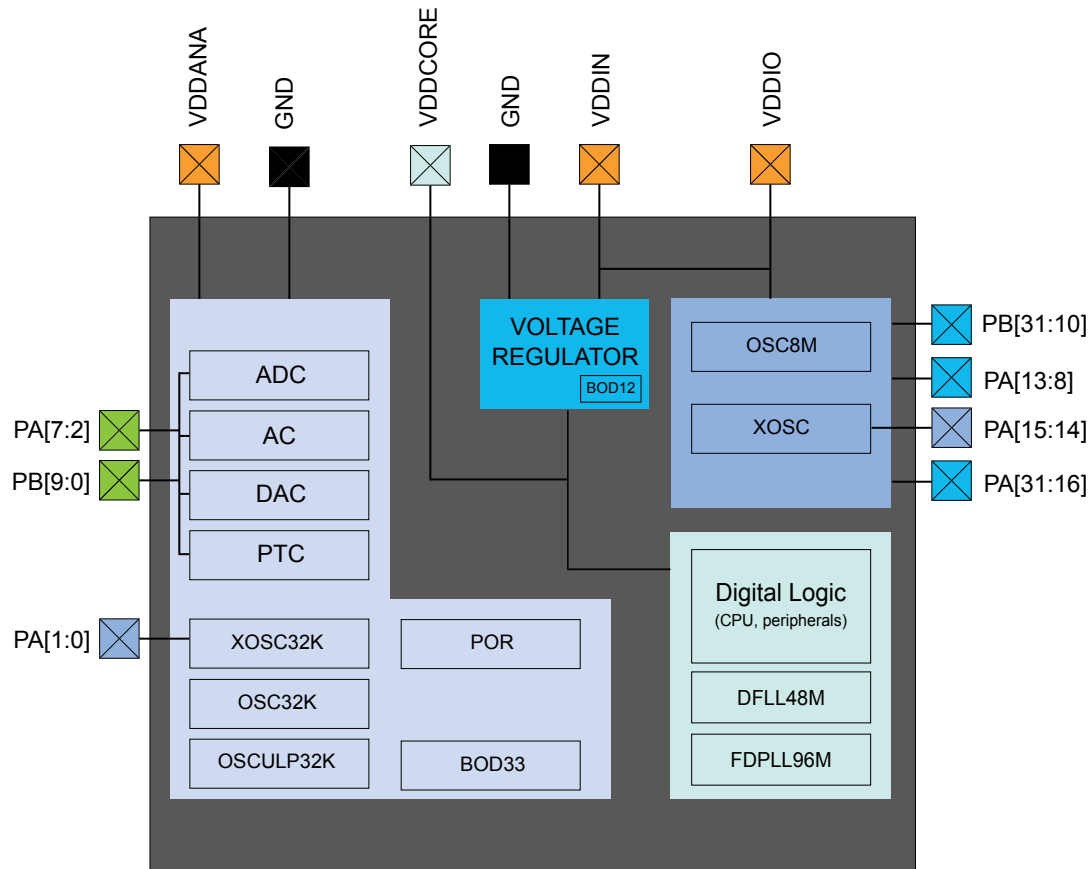 VDDANA
GND
VDDCORE
GND
VDDIN
VDDIO
VOLTAGE
REGULATOR
BOD12
OSC8M
XOSC
PB[31:10]
PA[13:8]
PA[15:14]
PA[31:16]
ADC
AC
DAC
PTC
PA[7:2]
PB[9:0]
PA[1:0]
XOSC32K
OSC32K
OSCULP32K
POR
BOD33
Digital Logic
(CPU, peripherals)
DFLL48M
FDPLL96M